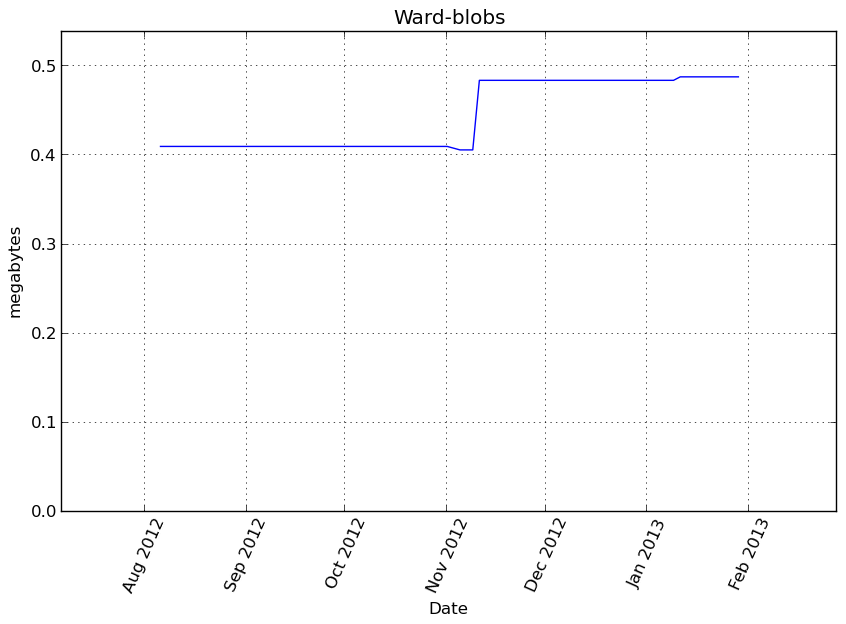 Ward-blobs
0.5
0.4
0.3
0.2
0.1
0.0
megabytes
Aug 2012
Sep 2012
Oct 2012
Nov 2012
Dec 2012
Jan 2013
Feb 2013
Date